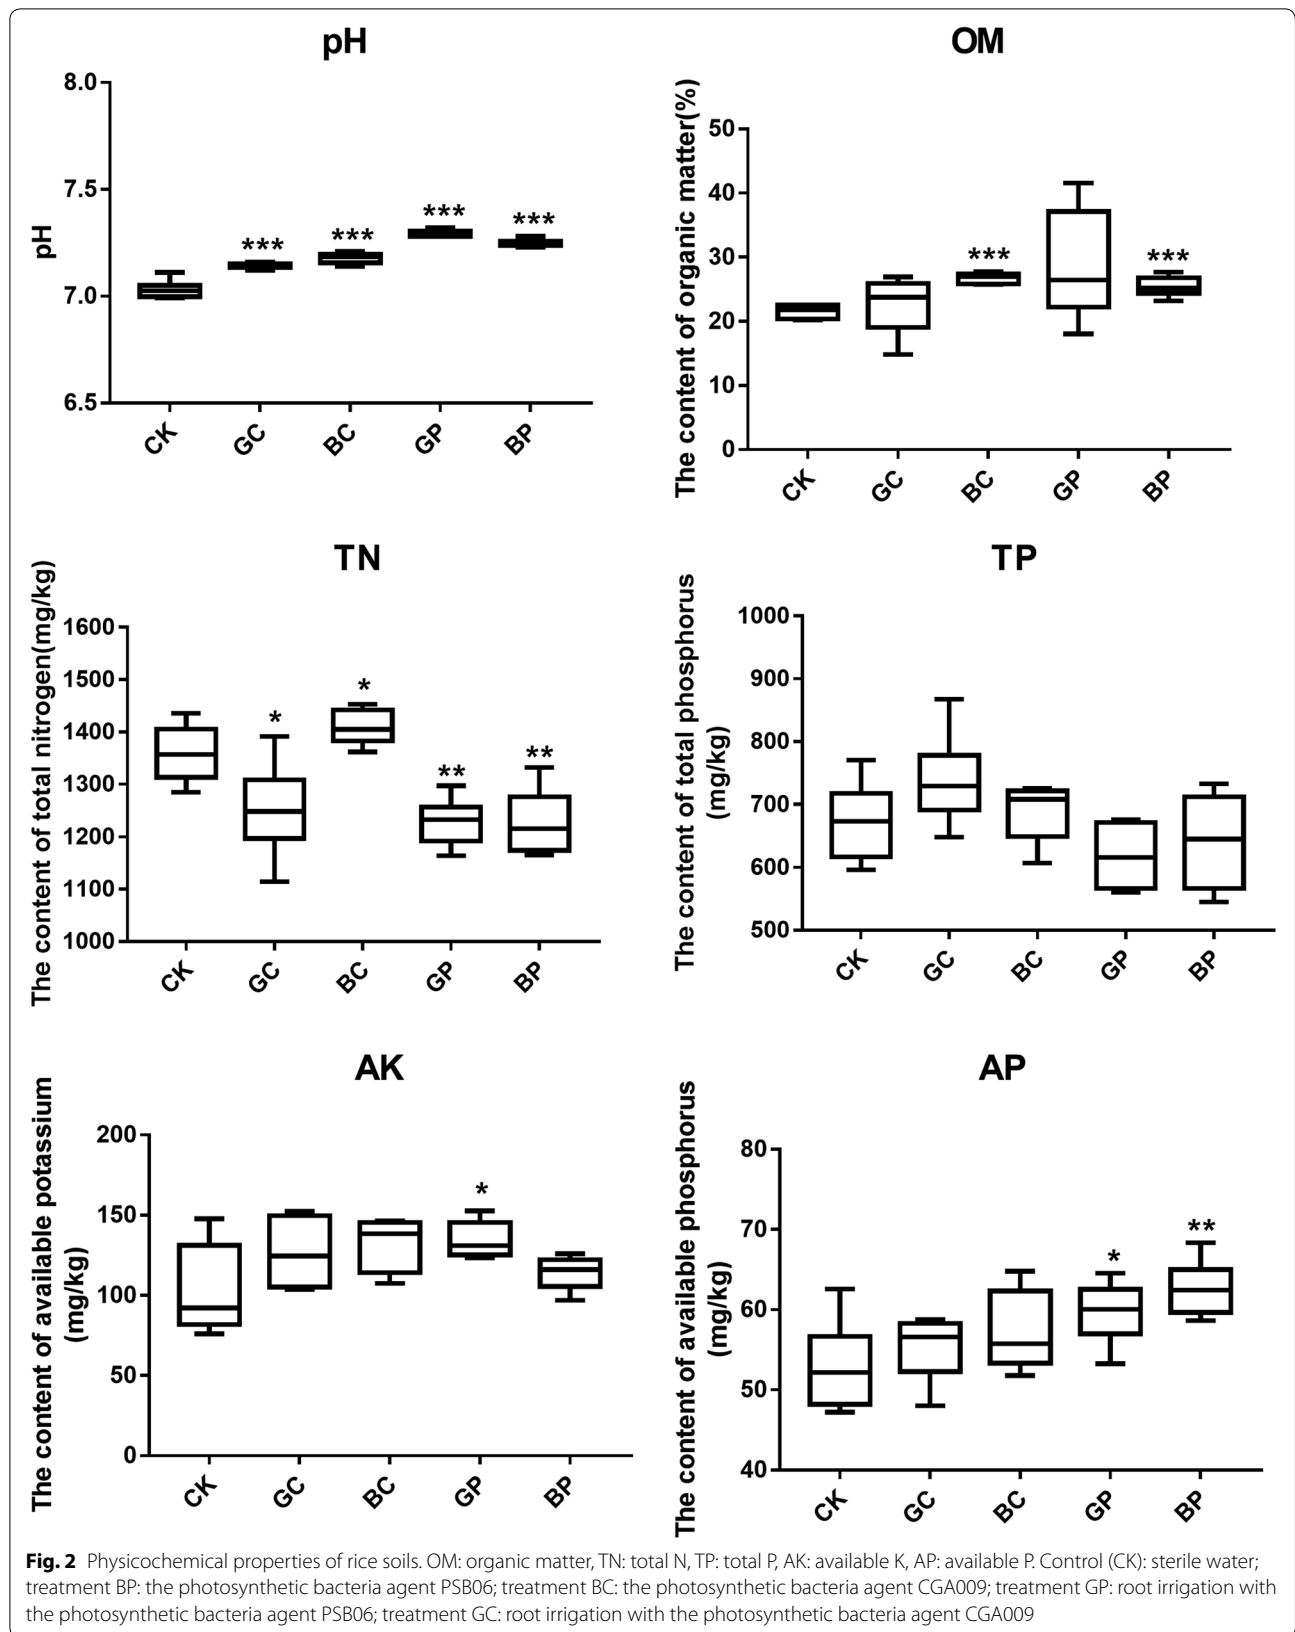 pH
8.0
7.5
7.0
6.5
pH
***
***
***
***
CK
GC
BC
GP
BP
OM
The content of organic matter(%)
50
40
30
20
10
0
***
***
CK
GC
BC
GP
BP
TN
The content of total nitrogen(mg/kg)
1600
1500
1400
1300
1200
1100
1000
*
*
**
**
CK
GC
BC
GP
BP
TP
The content of total phosphorus
(mg/kg)
1000
900
800
700
600
500
CK
GC
BC
GP
BP
AK
The content of available potassium
(mg/kg)
200
150
100
50
0
*
CK
GC
BC
GP
BP
AP
The content of available phosphorus
(mg/kg)
80
70
60
50
40
*
**
CK
GC
BC
GP
BP
Fig. 2 Physicochemical properties of rice soils. OM: organic matter, TN: total N, TP: total P, AK: available K, AP: available P. Control (CK): sterile water;
treatment BP: the photosynthetic bacteria agent PSB06; treatment BC: the photosynthetic bacteria agent CGA009; treatment GP: root irrigation with
the photosynthetic bacteria agent PSB06; treatment GC: root irrigation with the photosynthetic bacteria agent CGA009